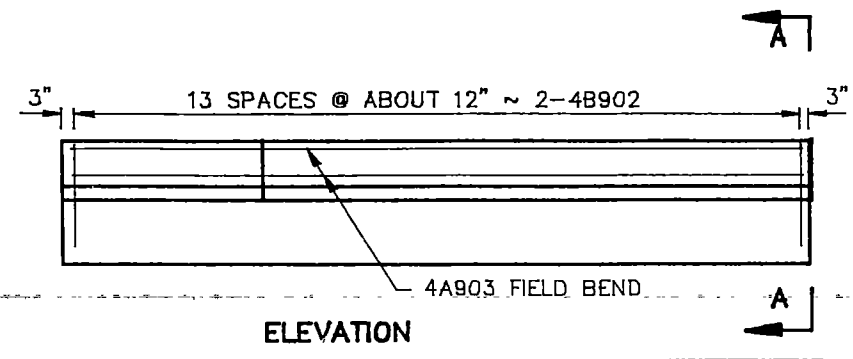 A
3" 13 SPACES @ ABOUT 12" ~ 2-4B902 3"
4A903 FIELD BEND
A
ELEVATION